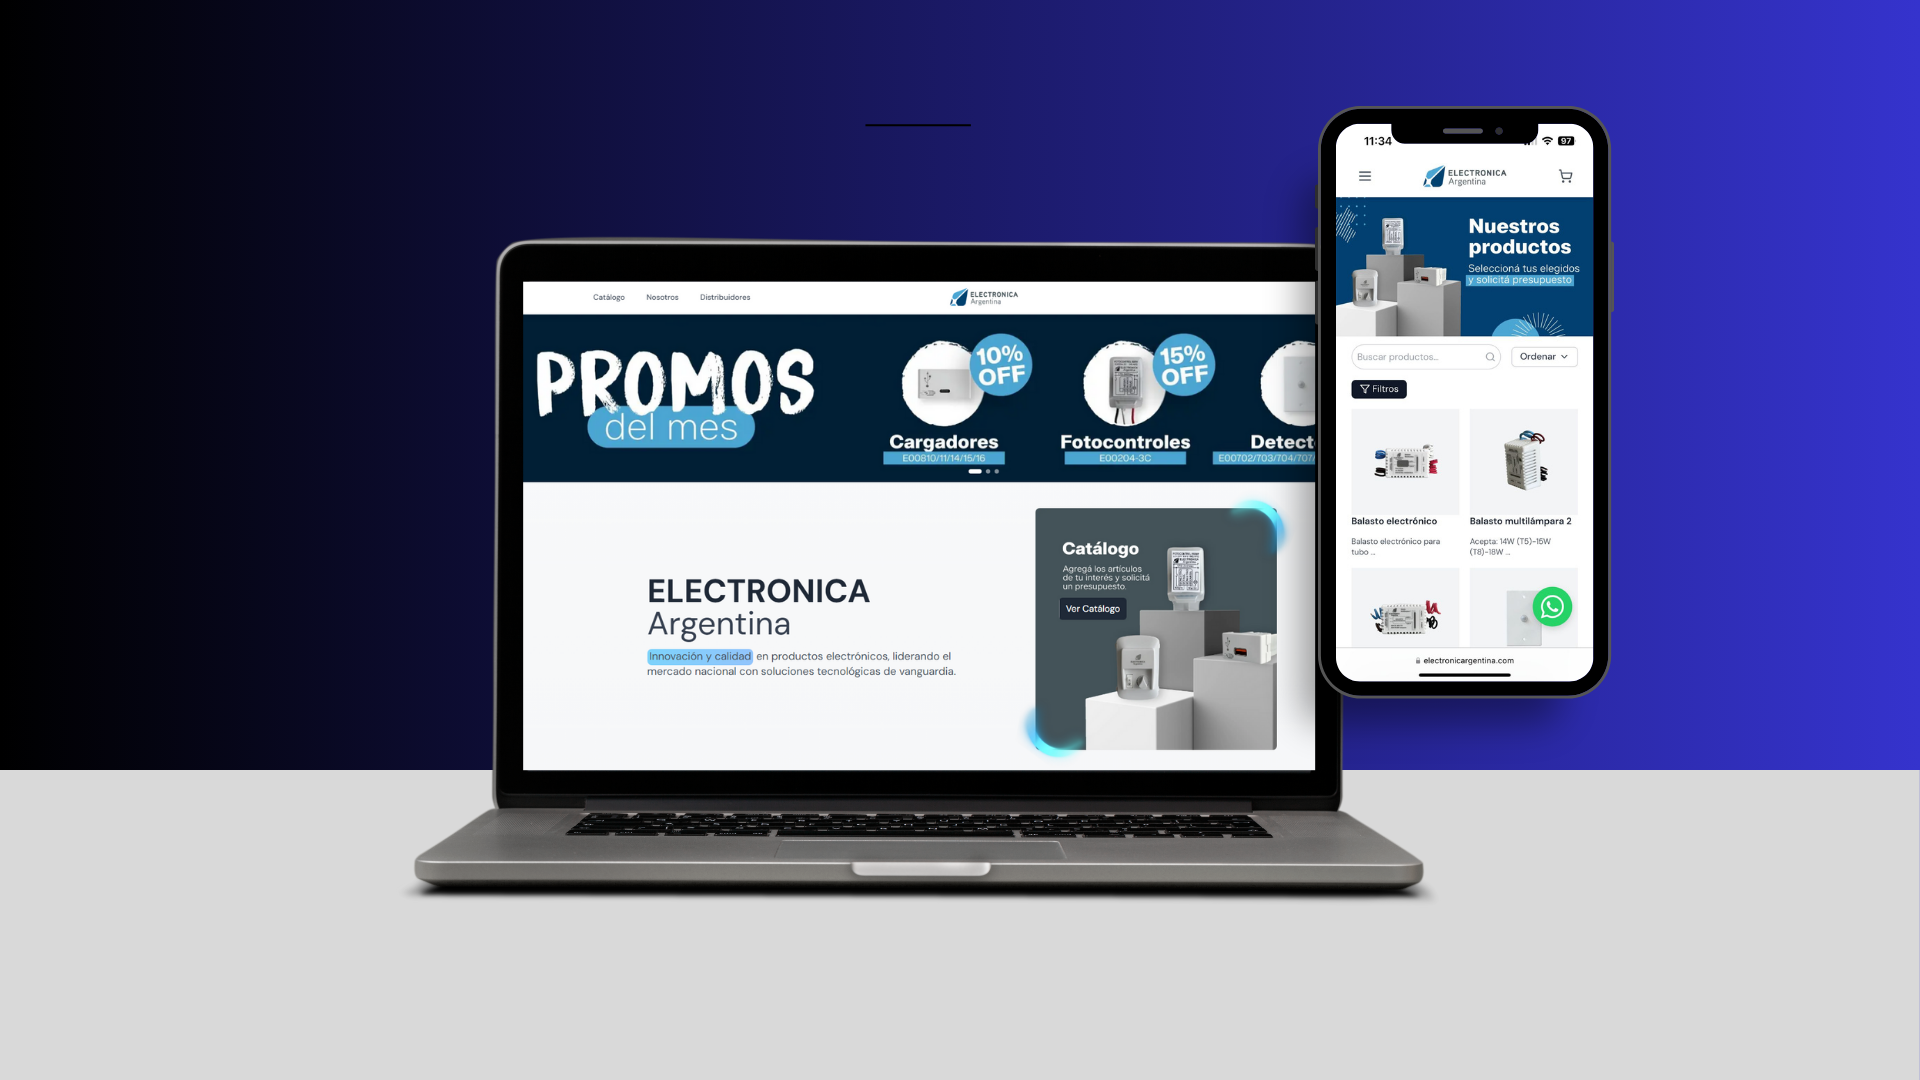 Catálogo
Nosotros
Distribuidores
ELECTRONICA
Argentina
PROMOS
del mes
10%
OFF
Cargadores
E00810/11/14/15/16
15%
OFF
Fotocontroles
E00204-3C
Detect
E00702/703/704/707/
ELECTRONICA
Argentina
Innovación y calidad en productos electrónicos, liderando el
mercado nacional con soluciones tecnológicas de vanguardia.
Catálogo
Agregá los artículos
de tu interés y solicitá
un presupuesto.
Ver Catálogo
11:34
97
ELECTRONICA
Argentina
Nuestros
productos
Seleccioná tus elegidos
y solicitá presupuesto
Buscar productos...
Ordenar
Filtros
Balasto electrónico
Balasto electrónico para
tubo ...
Balasto multilámpara 2
Acepta: 14W (T5)-15W
(T8)-18W ...
electronicargentina.com